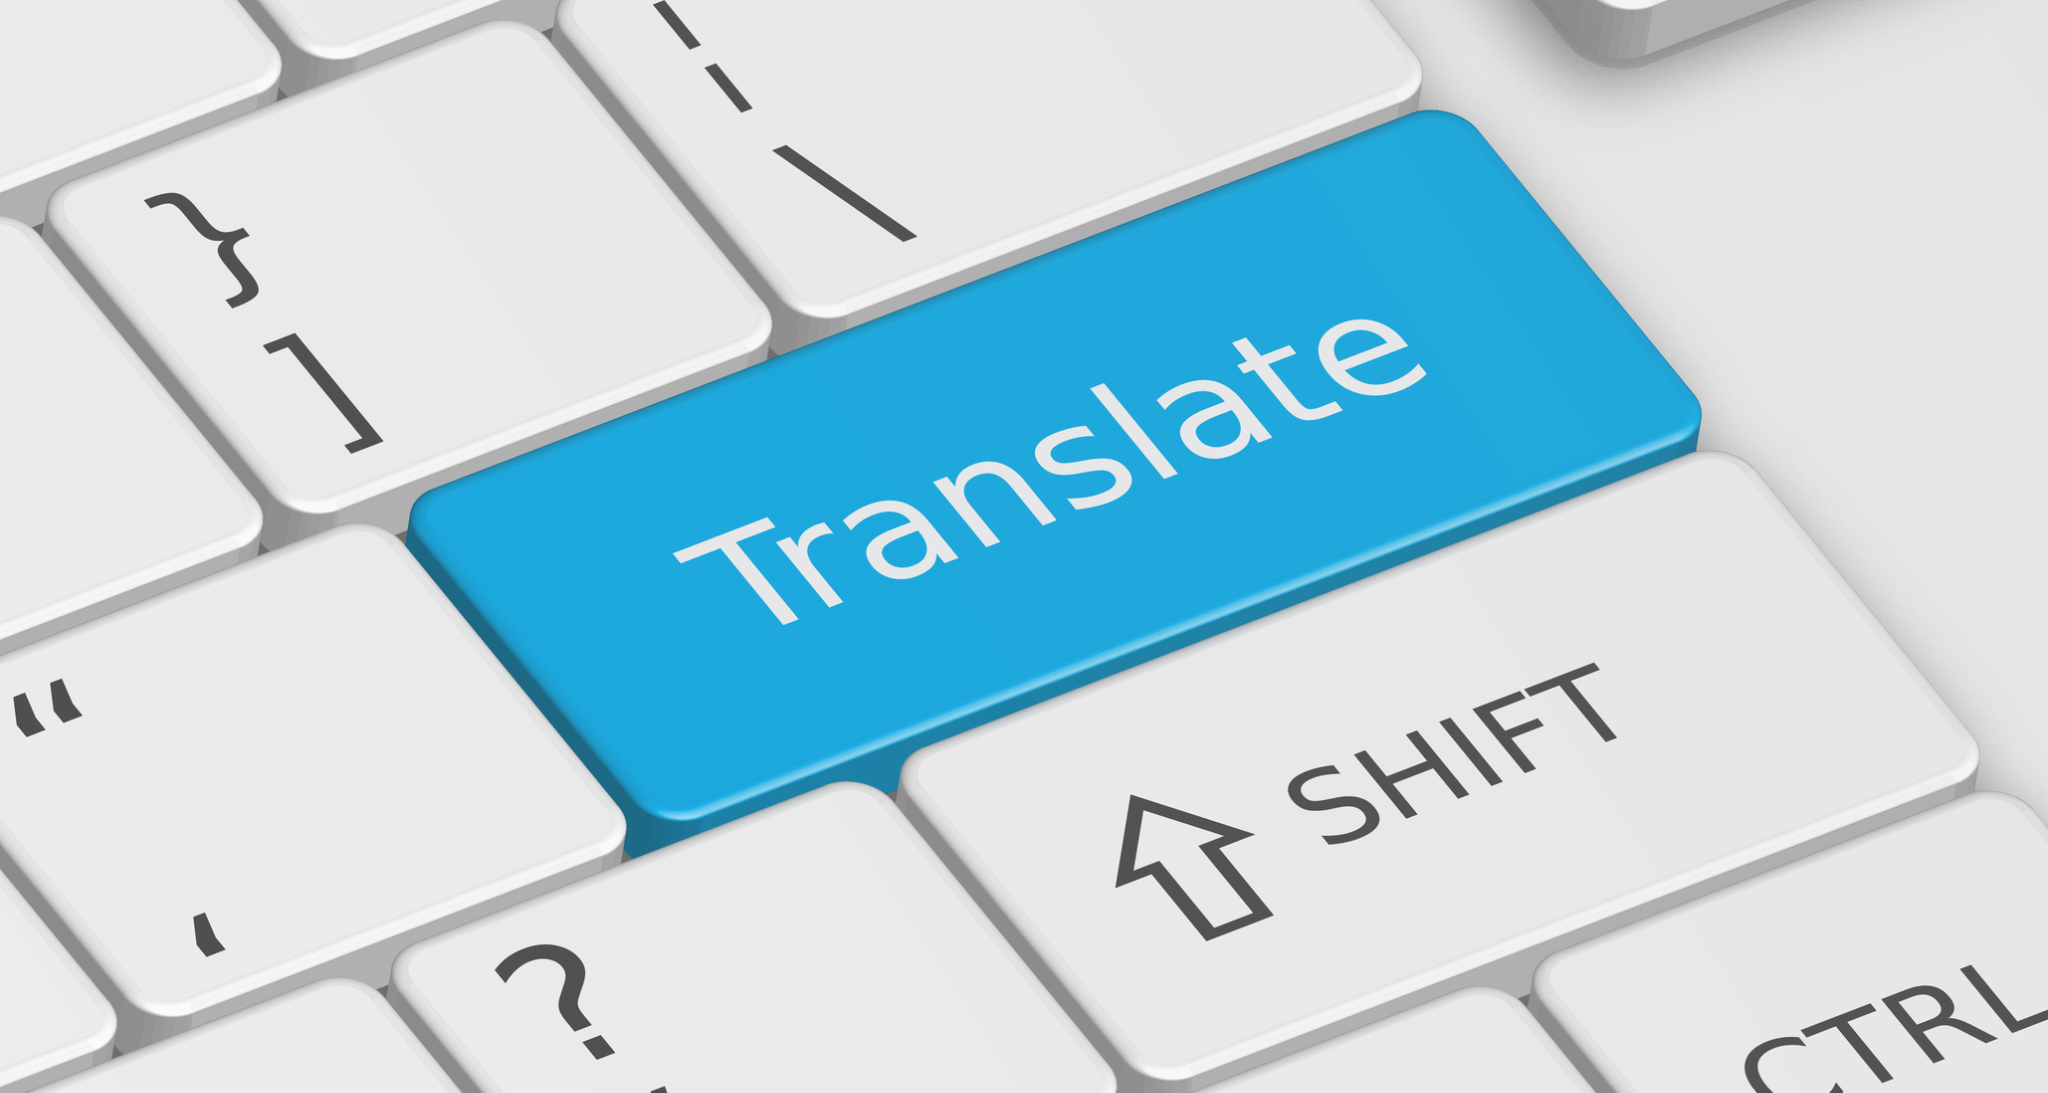 ¦
\
}
]
Translate
“
‘
SHIFT
?
CTRL